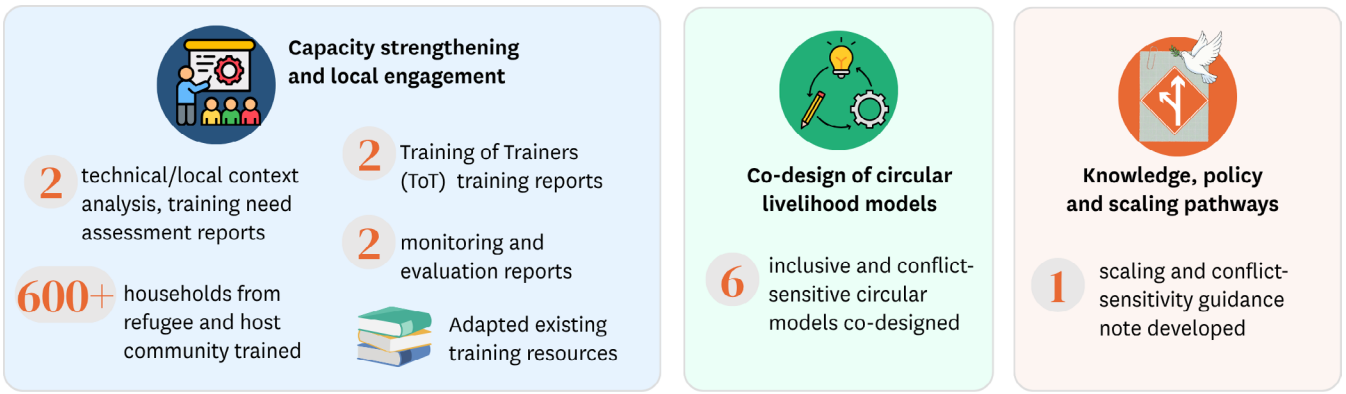 Capacity strengthening
and local engagement
2
technical/local context
analysis, training need
assessment reports
600+
households from
refugee and host
community trained
2
Training of Trainers
(ToT) training reports
2
monitoring and
evaluation reports
Adapted existing
training resources
Co-design of circular
livelihood models
6
inclusive and conflict-
sensitive circular
models co-designed
Knowledge, policy
and scaling pathways
1
scaling and conflict-
sensitivity guidance
note developed